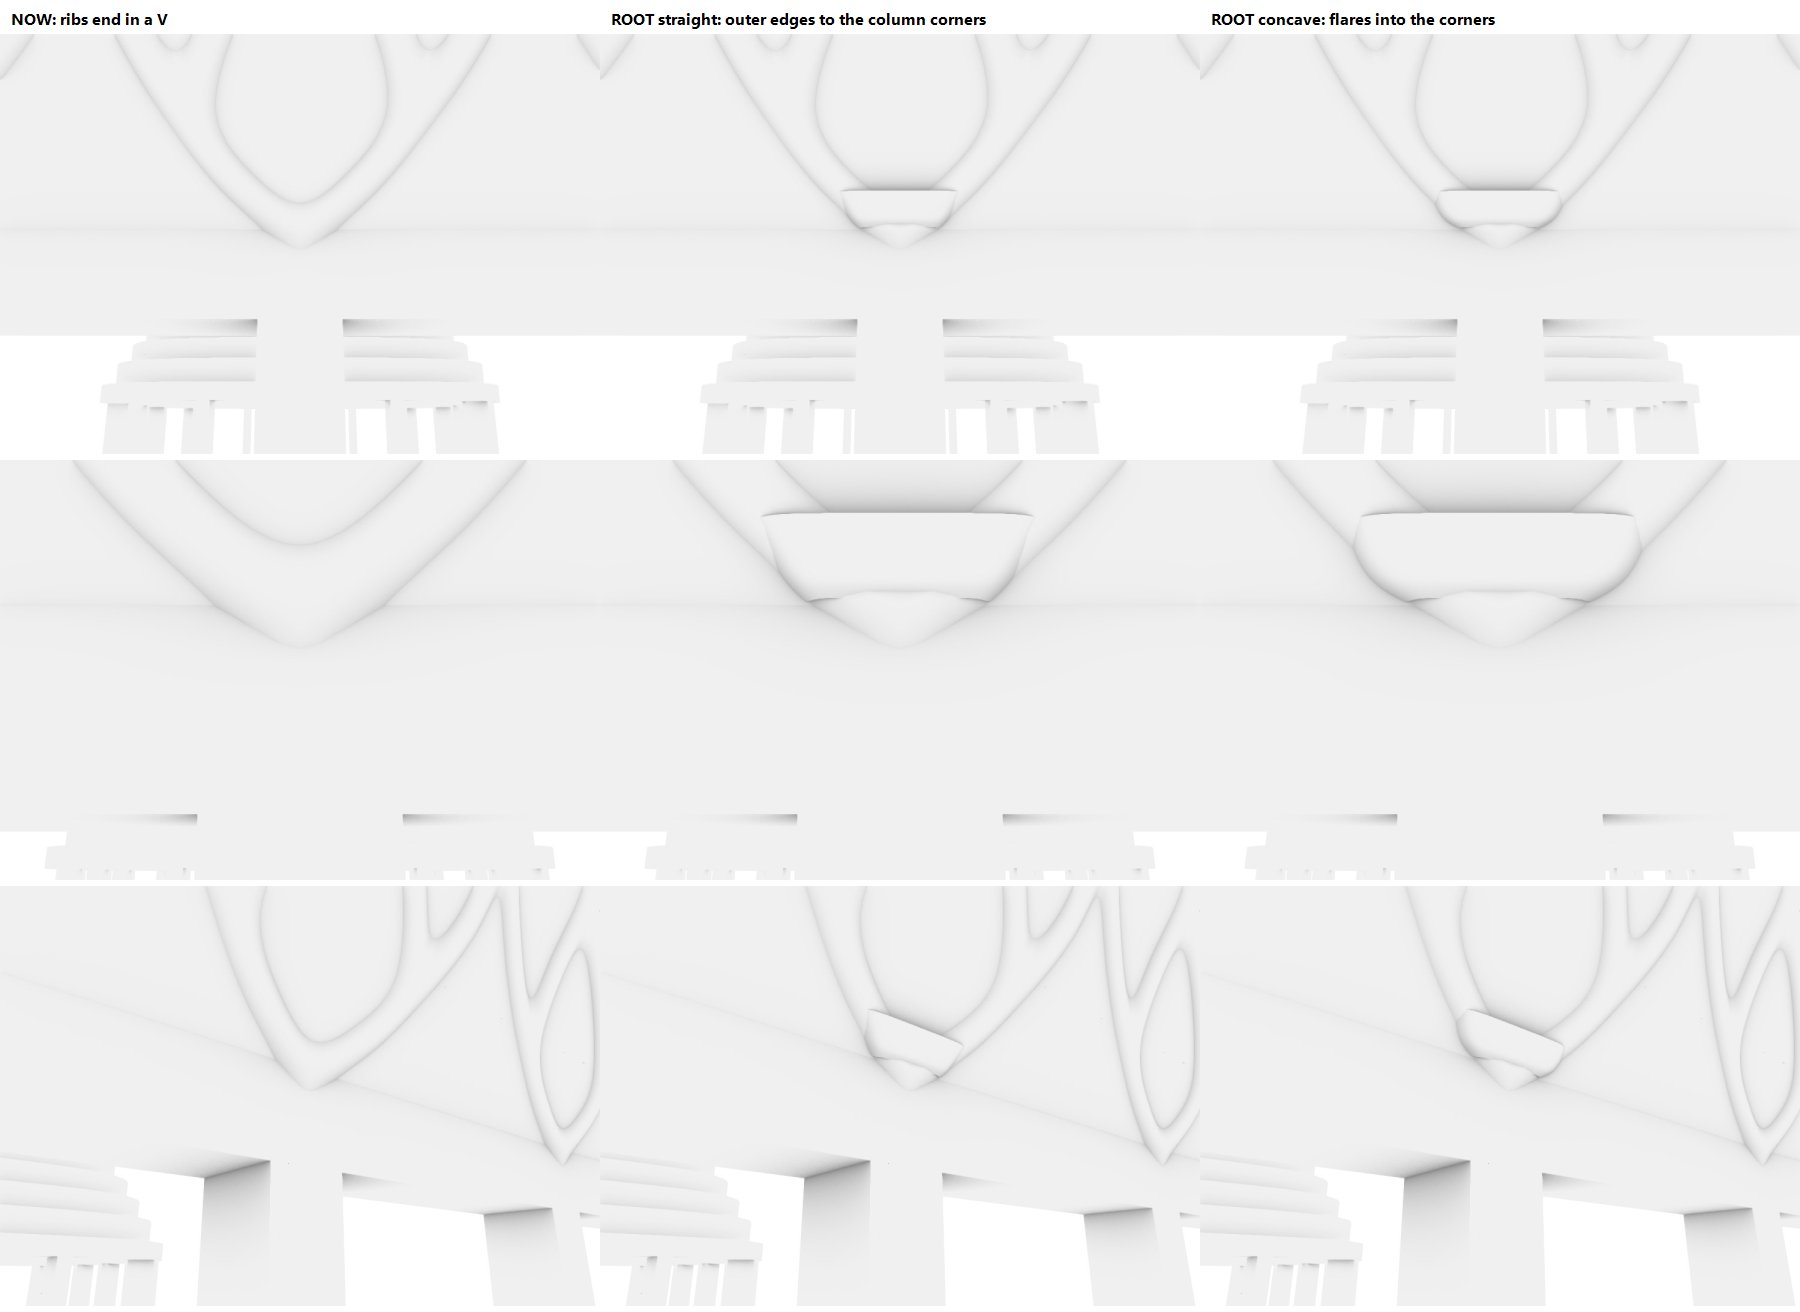 NOW: ribs end in a V
ROOT straight: outer edges to the column corners
ROOT concave: flares into the corners